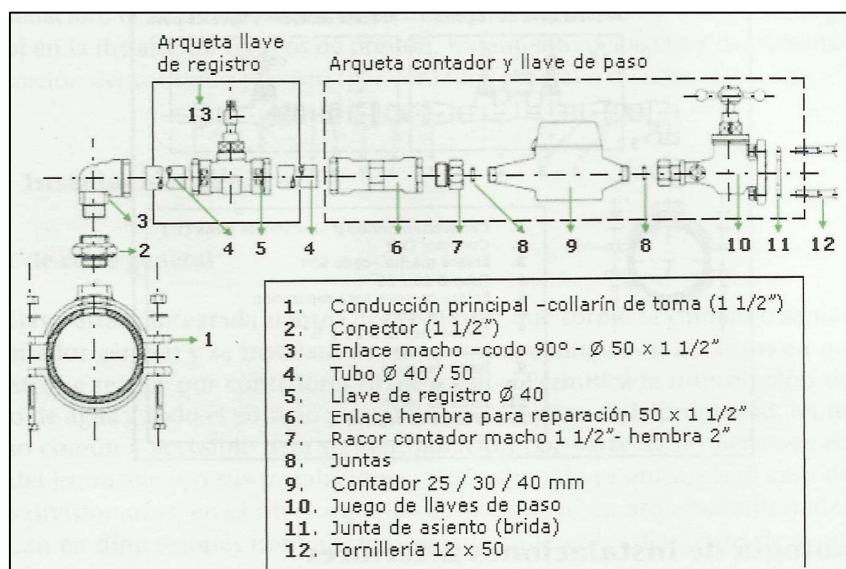 Arqueta llave
de registro
Arqueta contador y llave de paso
13
3
2
1
4 5 4 6 7 8 9 8 10 11 12
1. Conducción principal -collarín de toma (1 1/2")
2. Conector (1 1/2")
3. Enlace macho -codo 90º - Ø 50 x 1 1/2"
4. Tubo Ø 40 / 50
5. Llave de registro Ø 40
6. Enlace hembra para reparación 50 x 1 1/2"
7. Racor contador macho 1 1/2", hembra 2"
8. Juntas
9. Contador 25 / 30 / 40 mm
10. Juego de llaves de paso
11. Junta de asiento (brida)
12. Tornillería 12 x 50